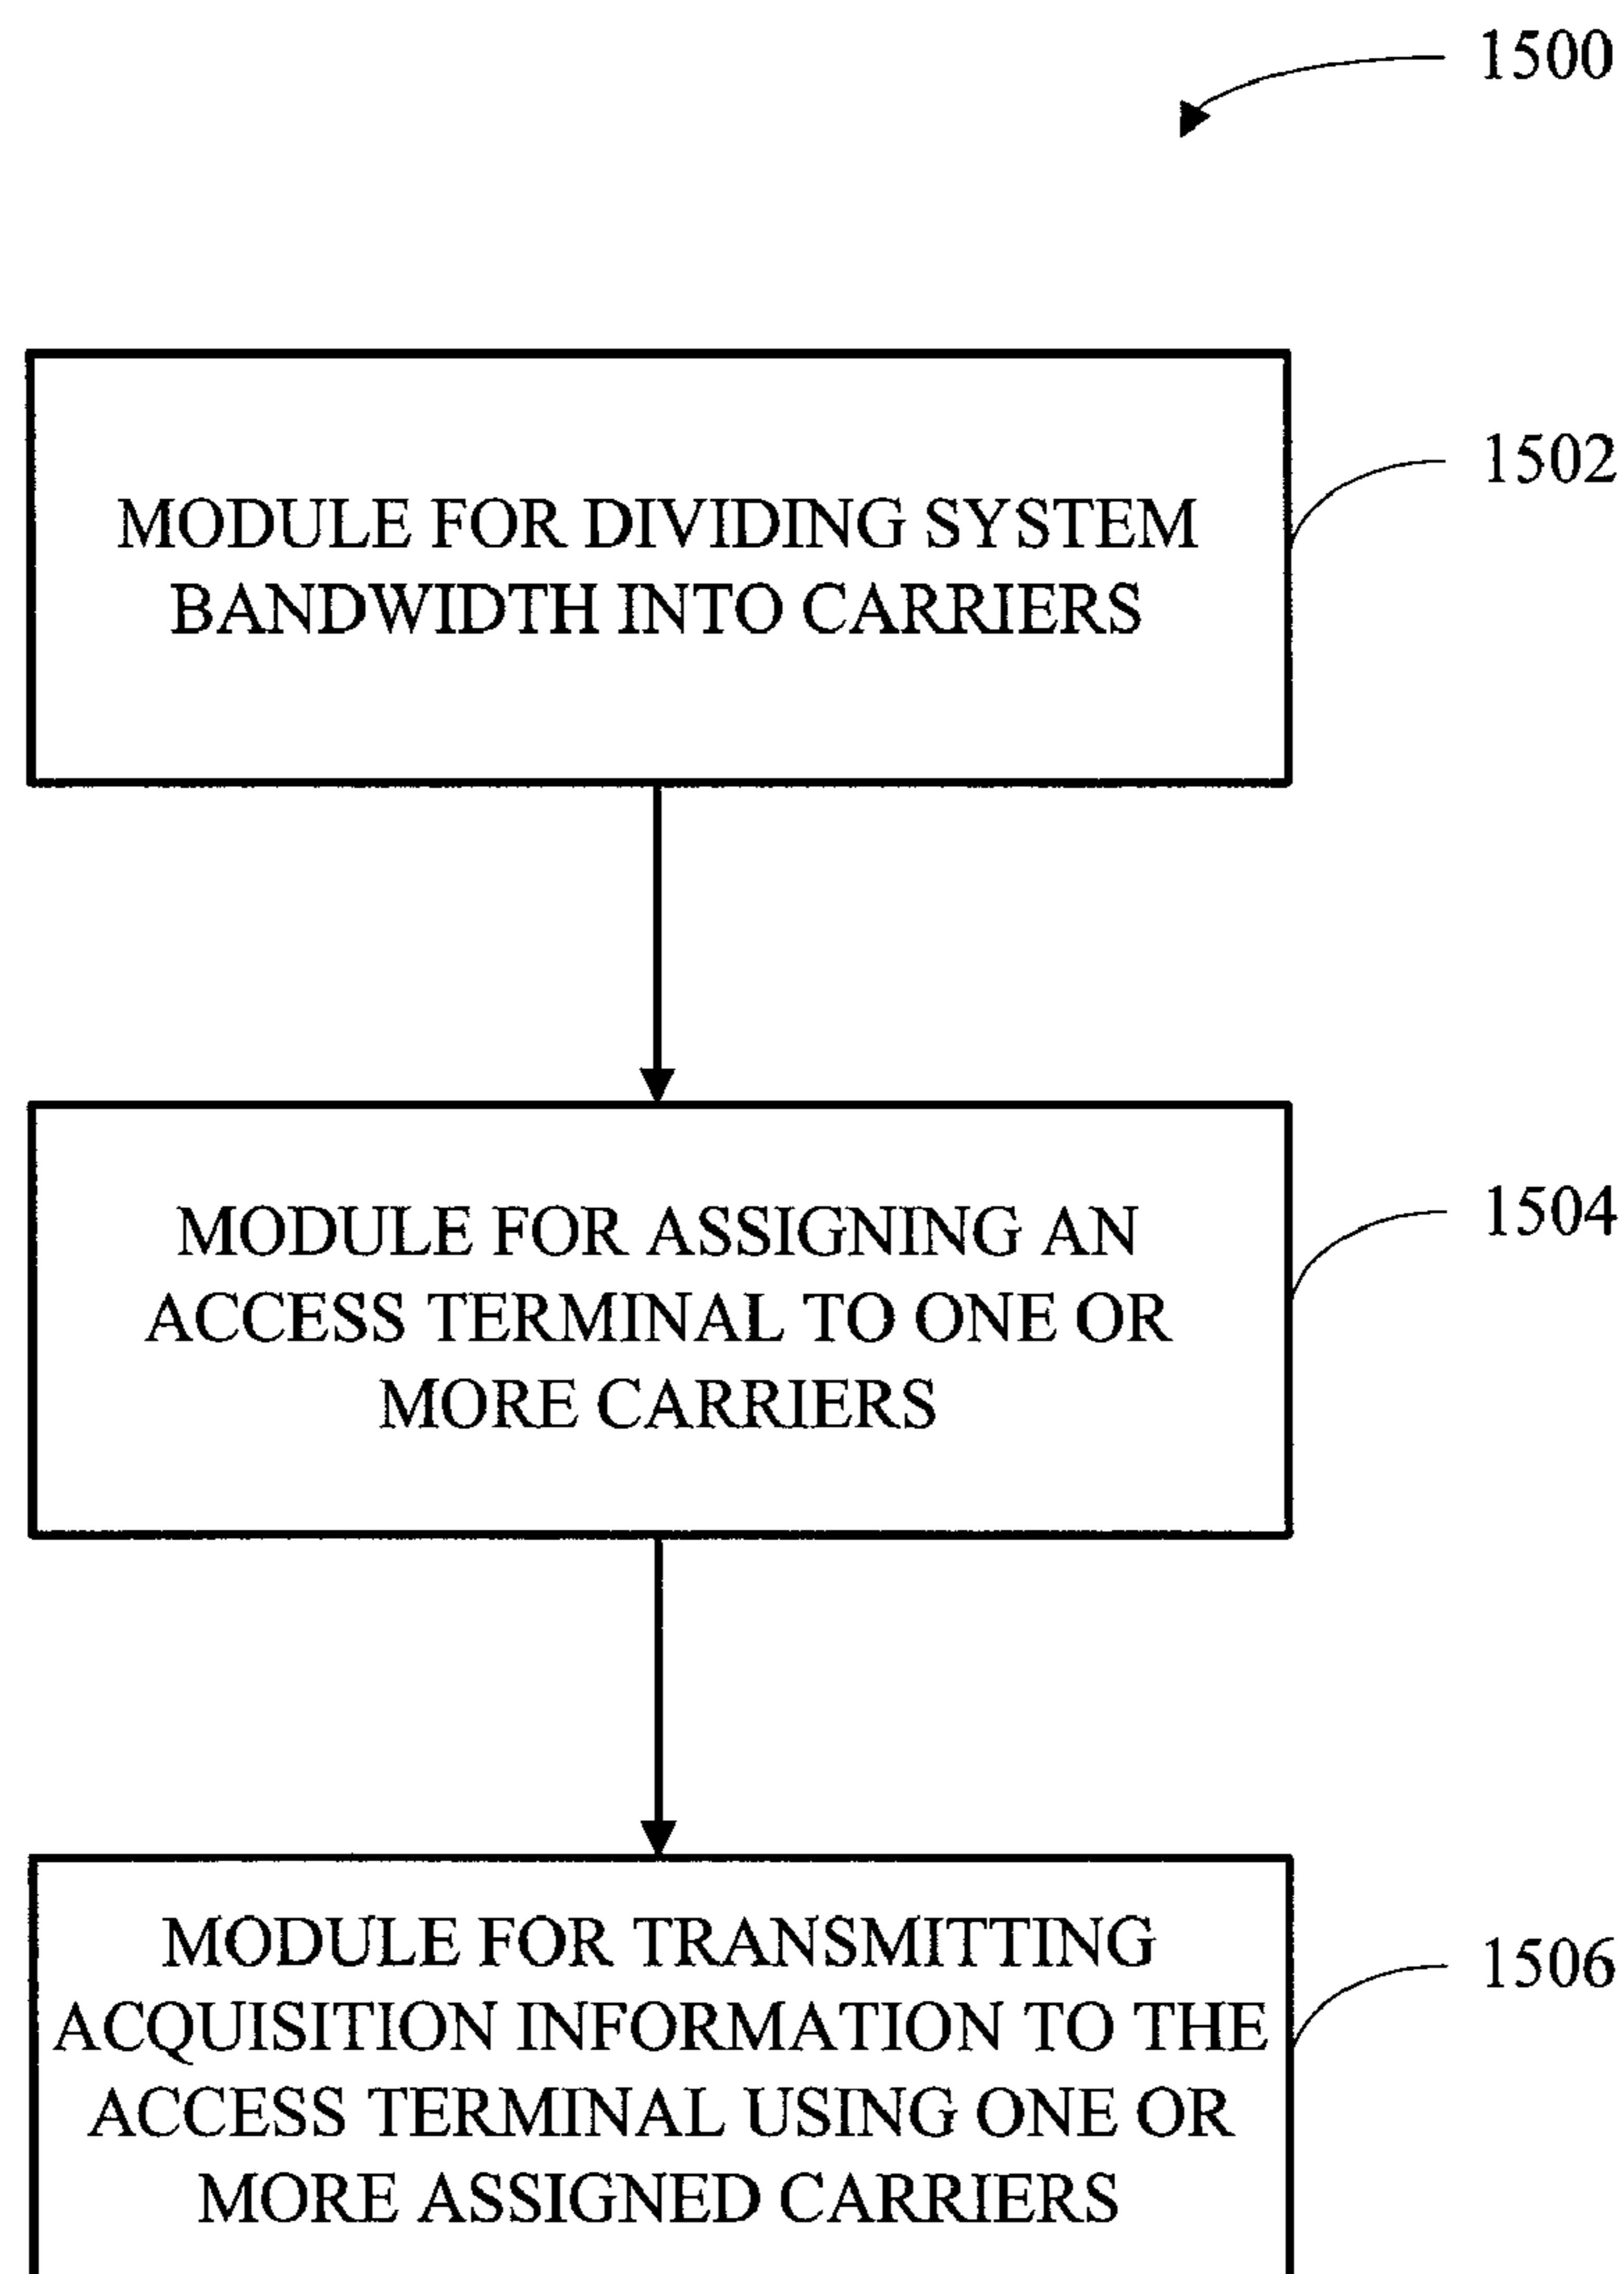 1500
1502
MODULE FOR DIVIDING SYSTEM
BANDWIDTH INTO CARRIERS
1504
MODULE FOR ASSIGNING AN
ACCESS TERMINAL TO ONE OR
MORE CARRIERS
1506
MODULE FOR TRANSMITTING
ACQUISITION INFORMATION TO THE
ACCESS TERMINAL USING ONE OR
MORE ASSIGNED CARRIERS